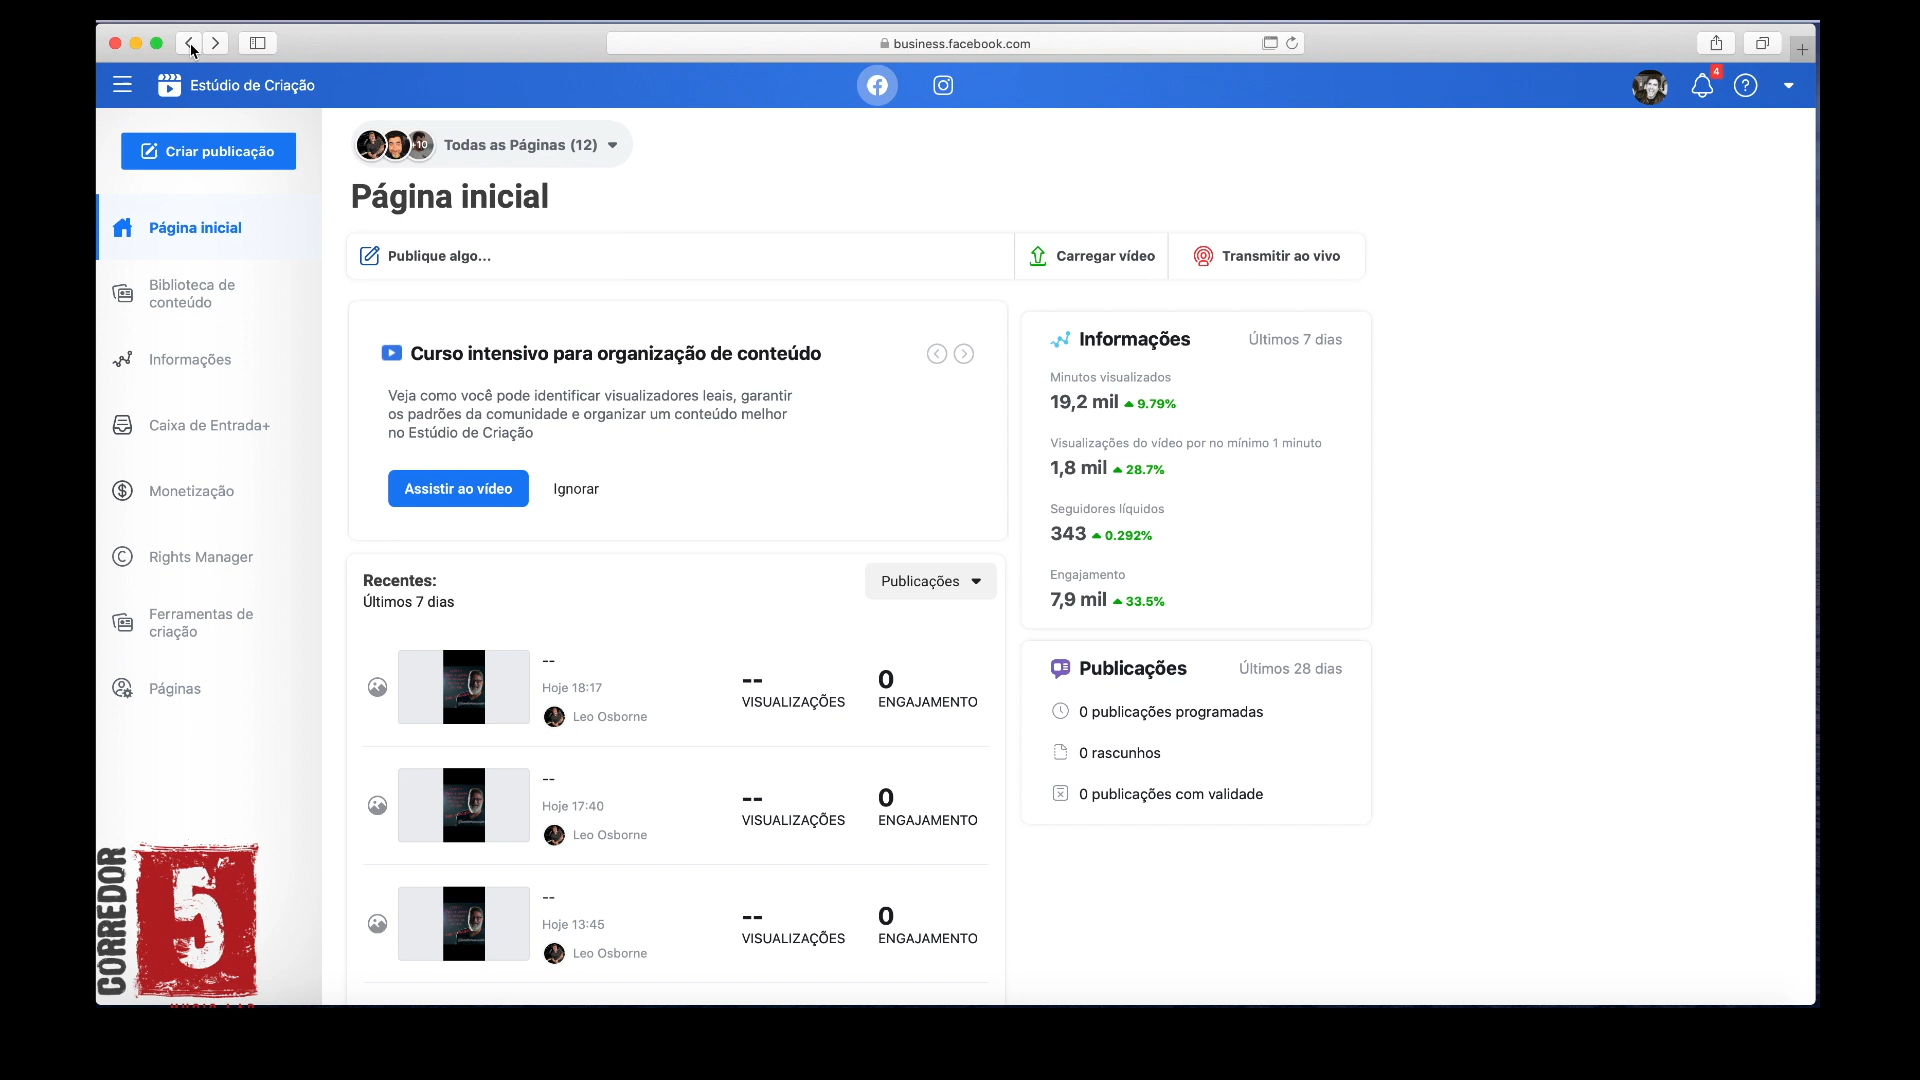 business.facebook.com
Estúdio de Criação
4
Criar publicação
Página inicial
Biblioteca de
conteúdo
Informações
Caixa de Entrada+
Monetização
Rights Manager
Ferramentas de
criação
Páginas
CORREDOR
5
+10
Todas as Páginas (12)
Página inicial
Publique algo...
Carregar vídeo
Transmitir ao vivo
Curso intensivo para organização de conteúdo
Veja como você pode identificar visualizadores leais, garantir
os padrões da comunidade e organizar um conteúdo melhor
no Estúdio de Criação
Assistir ao vídeo
Ignorar
Recentes:
Últimos 7 dias
Publicações
--
Hoje 18:17
Leo Osborne
--
VISUALIZAÇÕES
0
ENGAJAMENTO
--
Hoje 17:40
Leo Osborne
--
VISUALIZAÇÕES
0
ENGAJAMENTO
--
Hoje 13:45
Leo Osborne
--
VISUALIZAÇÕES
0
ENGAJAMENTO
Informações
Últimos 7 dias
Minutos visualizados
19,2 mil 9.79%
Visualizações do vídeo por no mínimo 1 minuto
1,8 mil 28.7%
Seguidores líquidos
343 0.292%
Engajamento
7,9 mil 33.5%
Publicações
Últimos 28 dias
0 publicações programadas
0 rascunhos
0 publicações com validade